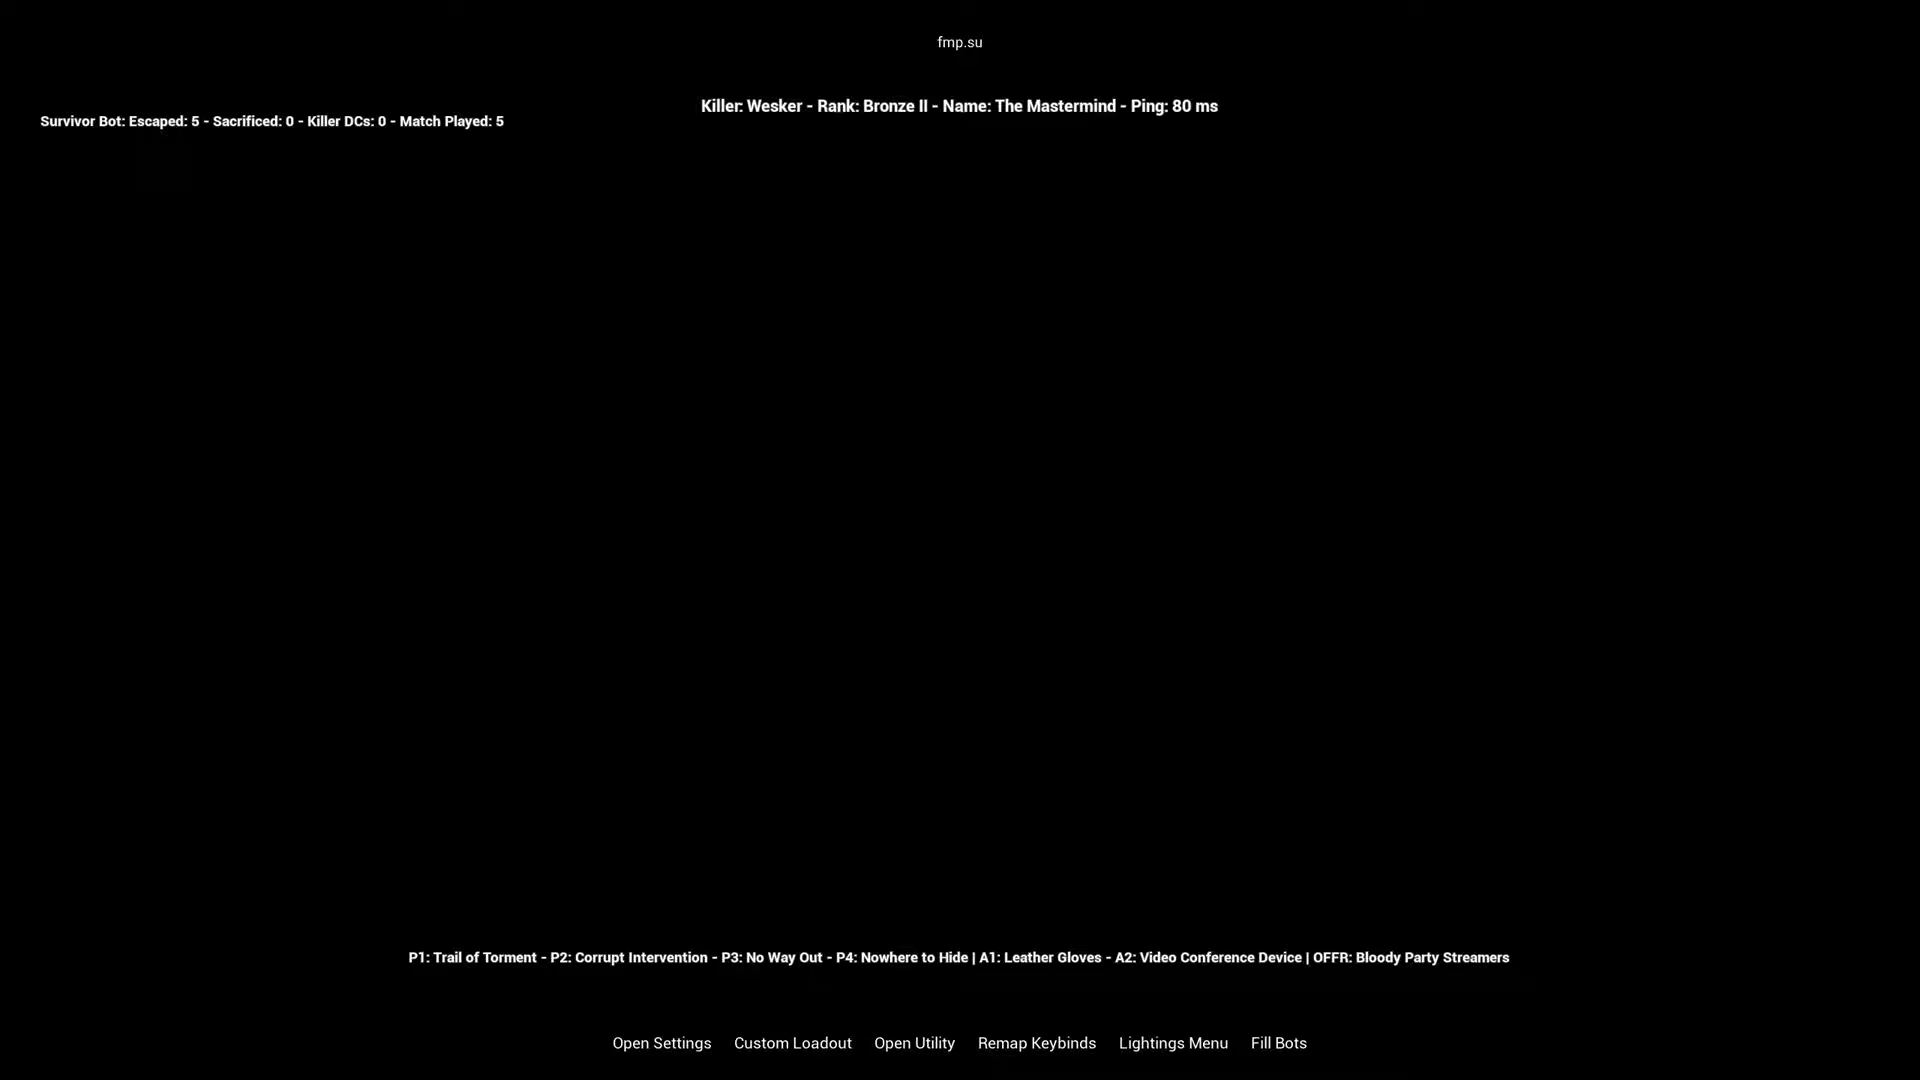 fmp.su
Killer: Wesker - Rank: Bronze II - Name: The Mastermind - Ping: 80 ms
Survivor Bot: Escaped: 5 - Sacrificed: 0 - Killer DCs: 0 - Match Played: 5
P1: Trail of Torment - P2: Corrupt Intervention - P3: No Way Out - P4: Nowhere to Hide | A1: Leather Gloves - A2: Video Conference Device | OFFR: Bloody Party Streamers
Open Settings Custom Loadout Open Utility Remap Keybinds Lightings Menu Fill Bots